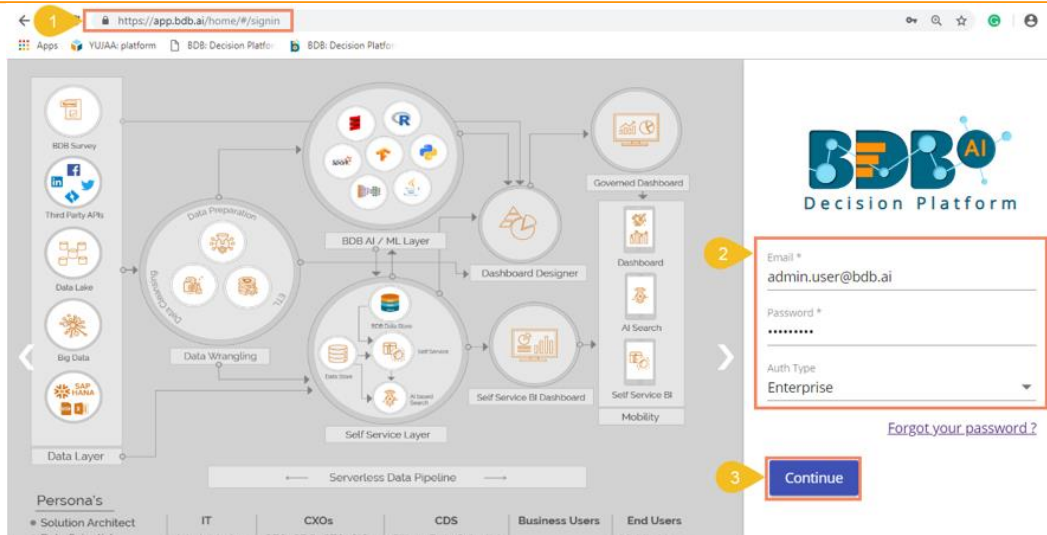 1
https://app.bdb.ai/home/#/signin
Apps YUJAA: platform BDB: Decision Platfor BDB: Decision Platfor
BDB Survey
Third Party APIs
Data Lake
Big Data
SAP HANA
Data Layer
Data Preparation
Data Cleansing
ETL
Data Wrangling
R
Spark
BDB AI / ML Layer
BDB Data Store
Data Store
Self Service
AI based
Search
Self Service Layer
Dashboard Designer
Self Service BI Dashboard
Governed Dashboard
Dashboard
AI Search
Self Service BI
Mobility
Serverless Data Pipeline
Persona's
Solution Architect
IT CXOs CDS Business Users End Users
BDB AI
Decision Platform
2
Email *
admin.user@bdb.ai
Password *
•••••••••
Auth Type
Enterprise
Forgot your password ?
3
Continue